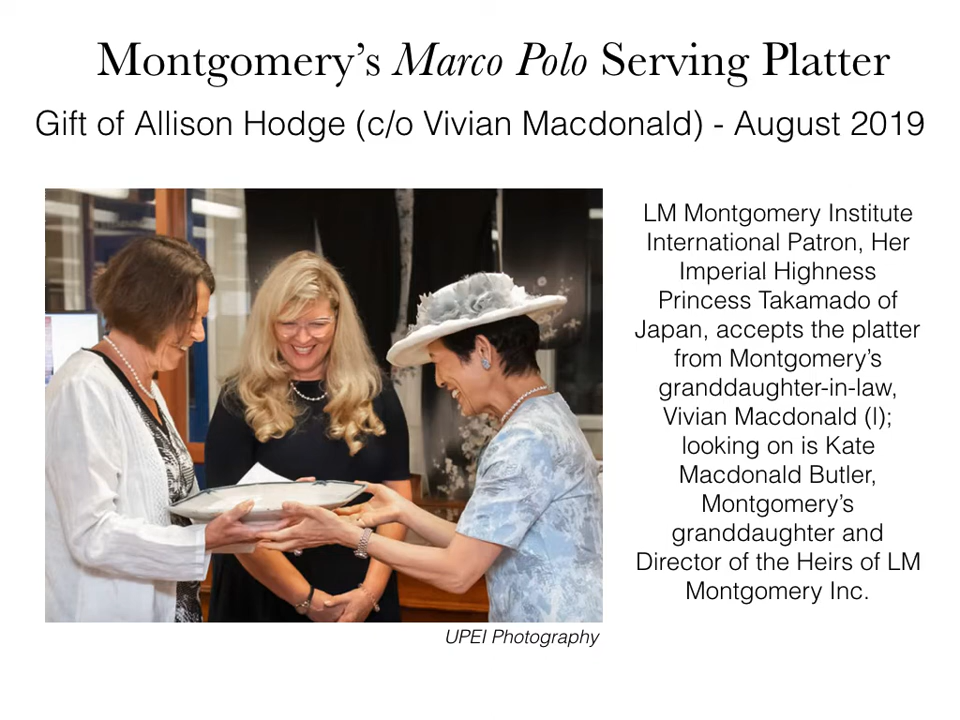 Montgomery’s Marco Polo Serving Platter
Gift of Allison Hodge (c/o Vivian Macdonald) - August 2019
LM Montgomery Institute
International Patron, Her
Imperial Highness
Princess Takamado of
Japan, accepts the platter
from Montgomery’s
granddaughter-in-law,
Vivian Macdonald (l);
looking on is Kate
Macdonald Butler,
Montgomery’s
granddaughter and
Director of the Heirs of LM
Montgomery Inc.
UPEI Photography